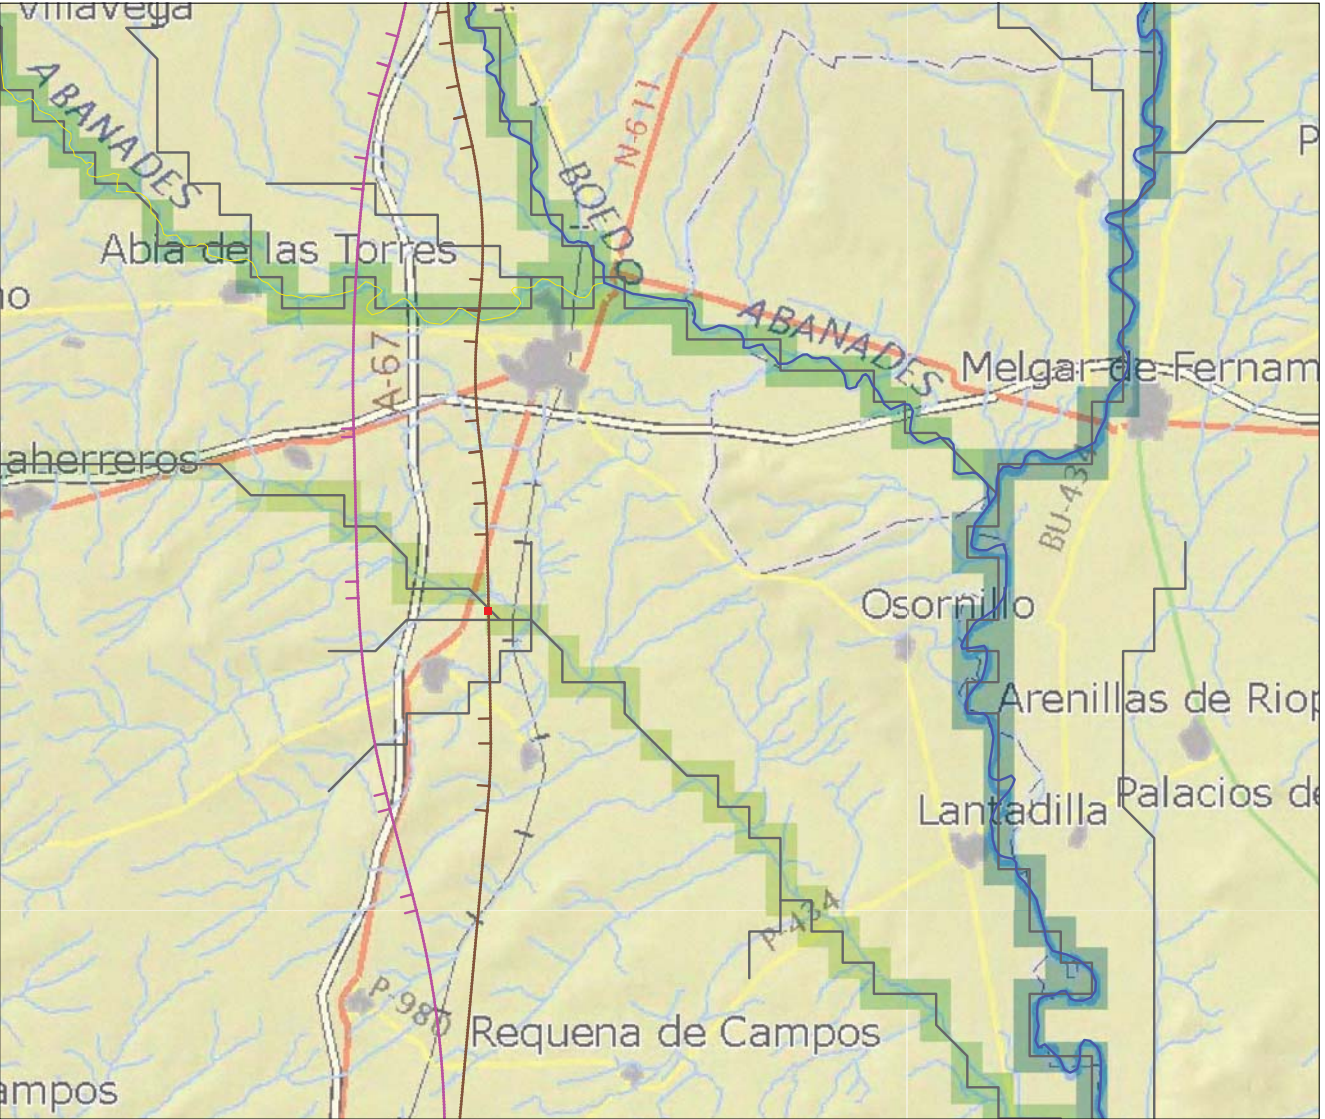 Villavega
ABANADES
N-611
BOEDO
P
Abia de las Torres
no
ABANADES
A-67
Melgar de Fernam
laherreros
BU-434
Osornillo
Arenillas de Riop
Lantadilla
Palacios de
P-434
P-980
Requena de Campos
ampos